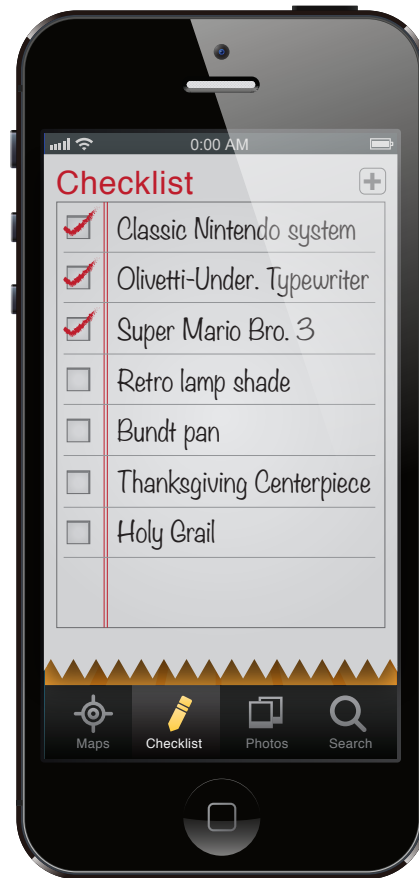 0:00 AM
Checklist
Classic Nintendo system
Olivetti-Under. Typewriter
Super Mario Bro. 3
Retro lamp shade
Bundt pan
Thanksgiving Centerpiece
Holy Grail
Maps Checklist Photos Search